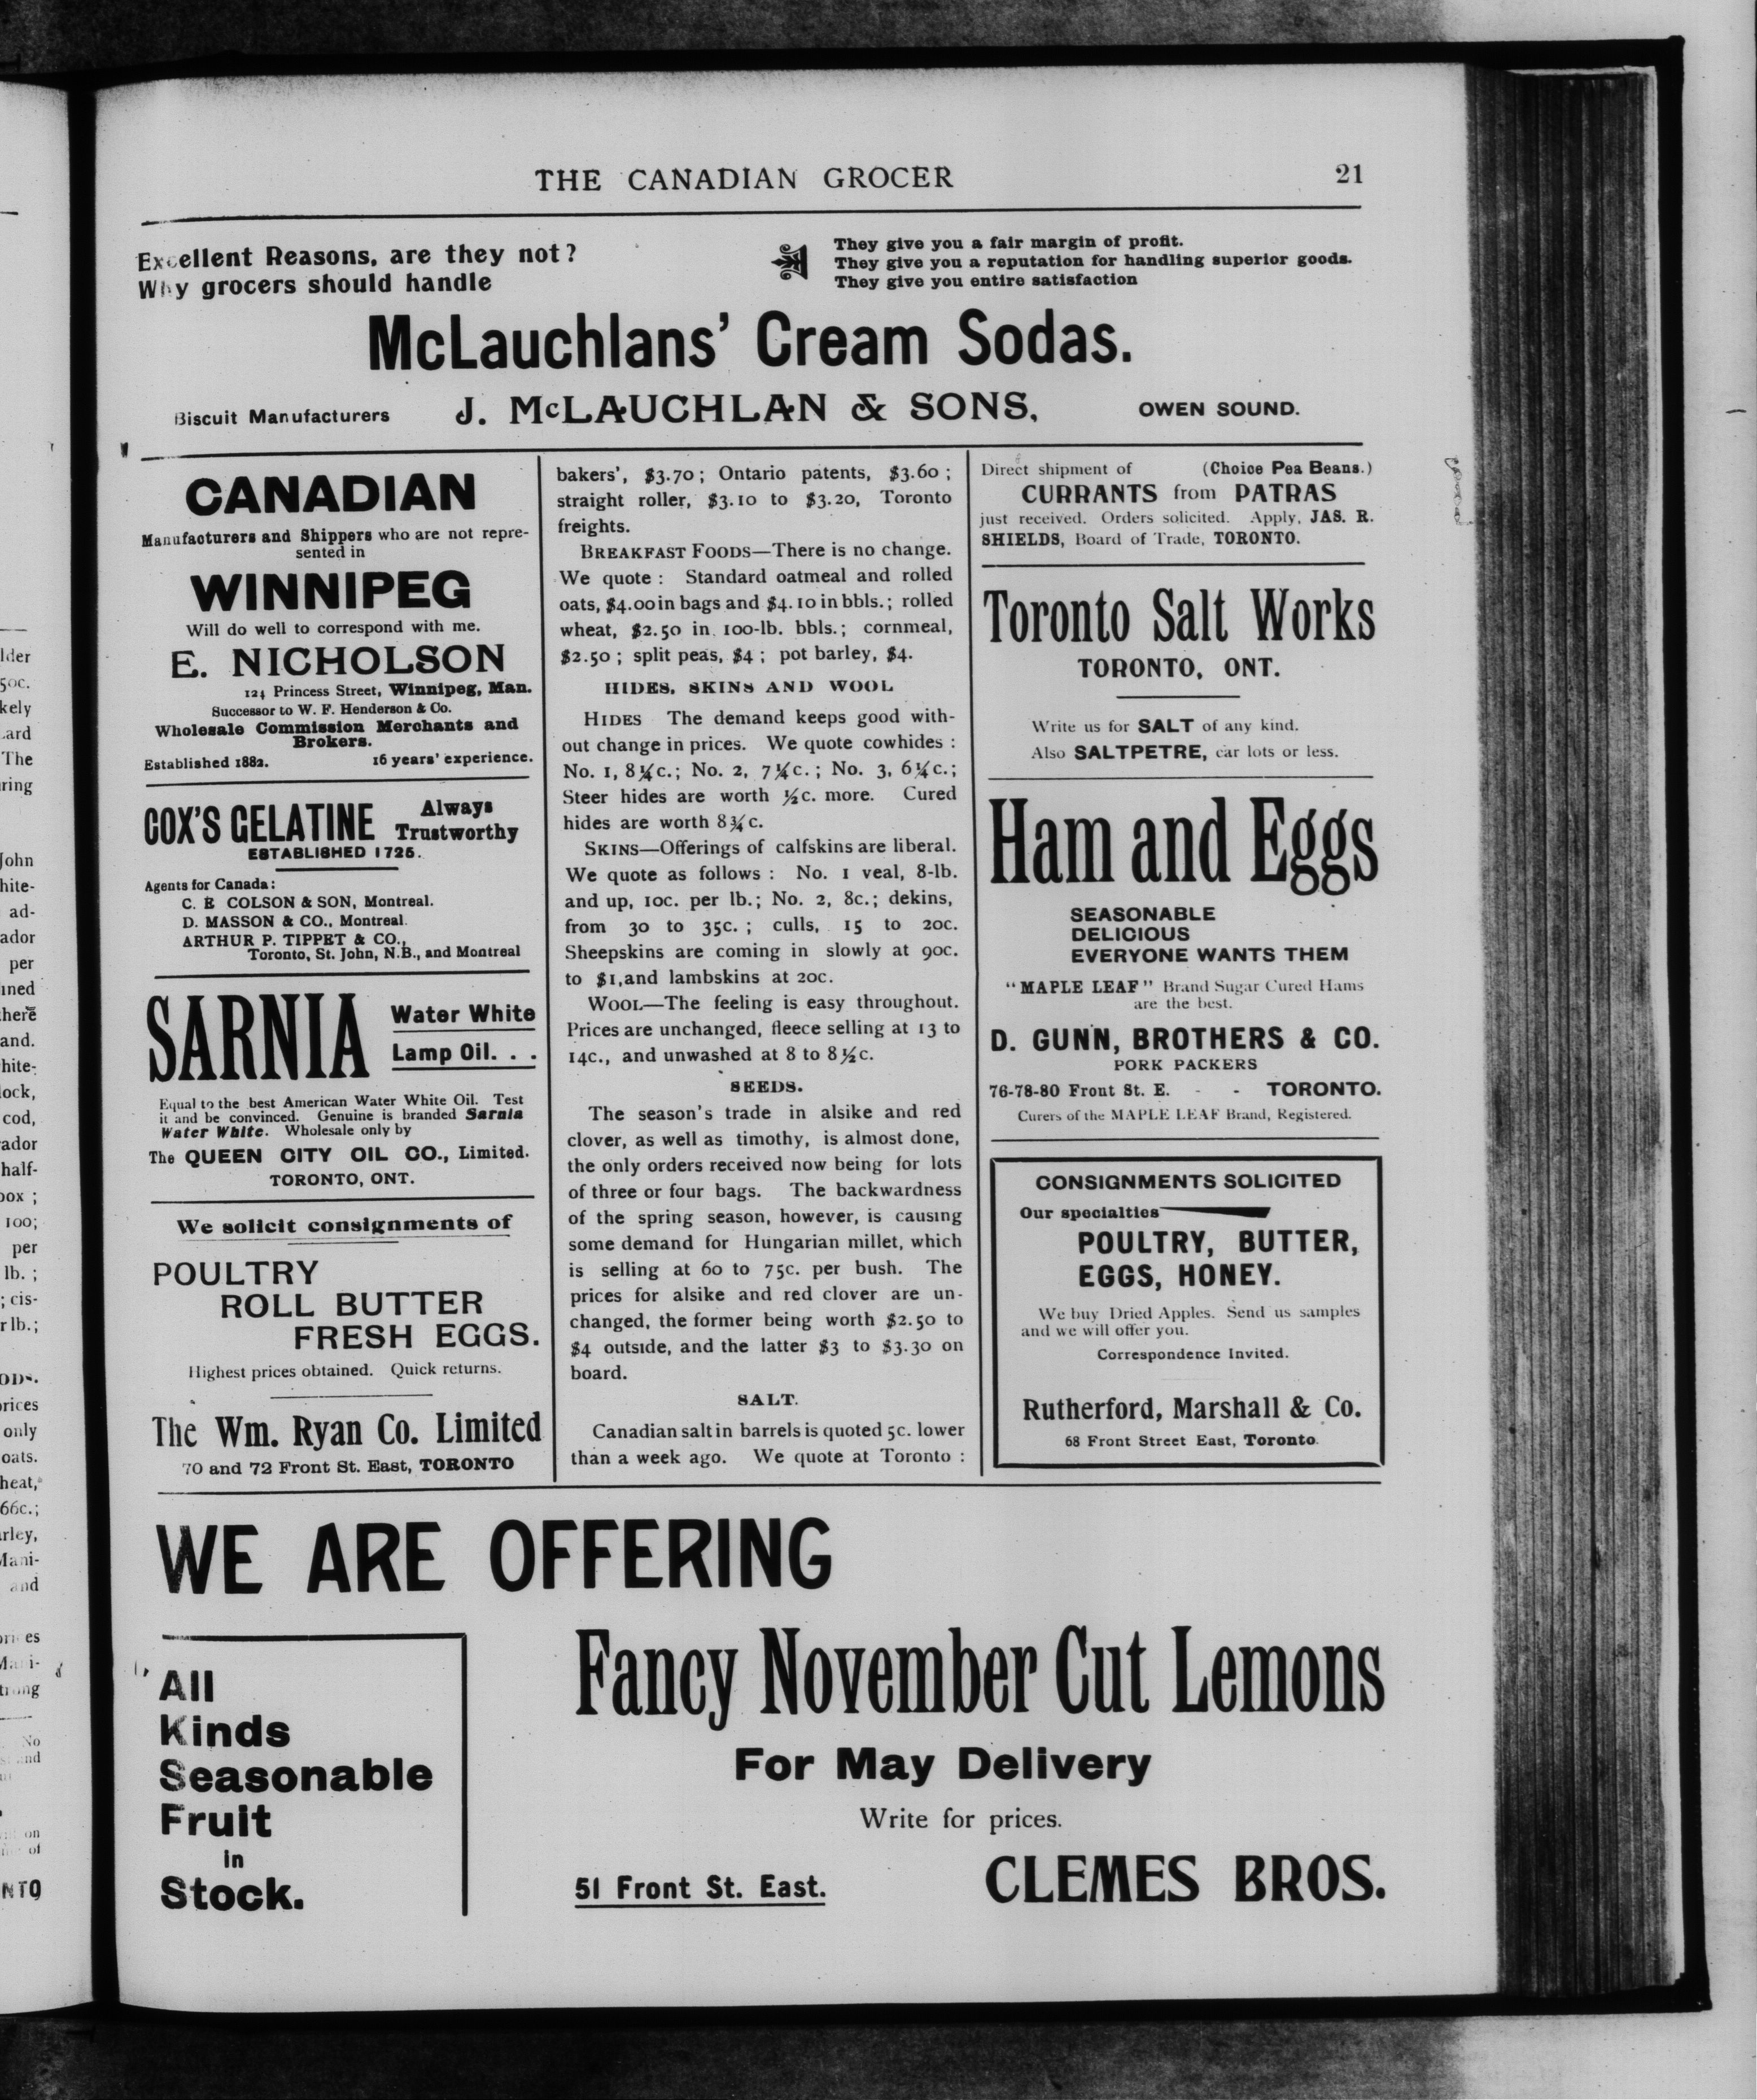 THE CANADIAN GROCER
21
Excellent Reasons, are they not?
Why grocers should handle
They give you a fair margin of profit.
They give you a reputation for handling superior goods.
They give you entire satisfaction
McLauchlans' Cream Sodas.
Biscuit Manufacturers J. McLAUCHLAN & SONS, OWEN SOUND.
CANADIAN
Manufacturers and Shippers who are not repre-
sented in
WINNIPEG
Will do well to correspond with me.
E. NICHOLSON
124 Princess Street, Winnipeg, Man.
Successor to W. F. Henderson & Co.
Wholesale Commission Merchants and
Brokers.
Established 1882. 16 years' experience.
COX'S GELATINE Always
Trustworthy
ESTABLISHED 1725.
Agents for Canada:
C. E COLSON & SON, Montreal.
D. MASSON & CO., Montreal.
ARTHUR P. TIPPET & CO.,
Toronto, St. John, N.B., and Montreal
SARNIA Water White
Lamp Oil. . .
Equal to the best American Water White Oil. Test
it and be convinced. Genuine is branded Sarnia
Water White. Wholesale only by
The QUEEN CITY OIL CO., Limited.
TORONTO, ONT.
We solicit consignments of
POULTRY
ROLL BUTTER
FRESH EGGS.
Highest prices obtained. Quick returns.
The Wm. Ryan Co. Limited
70 and 72 Front St. East, TORONTO
bakers', $3.70; Ontario patents, $3.60;
straight roller, $3.10 to $3.20, Toronto
freights.
BREAKFAST FOODS—There is no change.
We quote: Standard oatmeal and rolled
oats, $4.00 in bags and $4.10 in bbls.; rolled
wheat, $2.50 in 100-lb. bbls.; cornmeal,
$2.50; split peas, $4; pot barley, $4.
HIDES, SKINS AND WOOL
HIDES The demand keeps good with-
out change in prices. We quote cowhides:
No. 1, 8¼c.; No. 2, 7¼c.; No. 3, 6¼c.;
Steer hides are worth ½c. more. Cured
hides are worth 8¾c.
SKINS—Offerings of calfskins are liberal.
We quote as follows: No. 1 veal, 8-lb.
and up, 10c. per lb.; No. 2, 8c.; dekins,
from 30 to 35c.; culls, 15 to 20c.
Sheepskins are coming in slowly at 90c.
to $1, and lambskins at 20c.
WOOL—The feeling is easy throughout.
Prices are unchanged, fleece selling at 13 to
14c., and unwashed at 8 to 8½c.
SEEDS.
The season's trade in alsike and red
clover, as well as timothy, is almost done,
the only orders received now being for lots
of three or four bags. The backwardness
of the spring season, however, is causing
some demand for Hungarian millet, which
is selling at 60 to 75c. per bush. The
prices for alsike and red clover are un-
changed, the former being worth $2.50 to
$4 outside, and the latter $3 to $3.30 on
board.
SALT.
Canadian salt in barrels is quoted 5c. lower
than a week ago. We quote at Toronto:
Direct shipment of (Choice Pea Beans.)
CURRANTS from PATRAS
just received. Orders solicited. Apply, JAS. R.
SHIELDS, Board of Trade, TORONTO.
Toronto Salt Works
TORONTO, ONT.
Write us for SALT of any kind.
Also SALTPETRE, car lots or less.
Ham and Eggs
SEASONABLE
DELICIOUS
EVERYONE WANTS THEM
"MAPLE LEAF" Brand Sugar Cured Hams
are the best.
D. GUNN, BROTHERS & CO.
PORK PACKERS
76-78-80 Front St. E. - - TORONTO.
Curers of the MAPLE LEAF Brand, Registered.
CONSIGNMENTS SOLICITED
Our specialties
POULTRY, BUTTER,
EGGS, HONEY.
We buy Dried Apples. Send us samples
and we will offer you.
Correspondence Invited.
Rutherford, Marshall & Co.
68 Front Street East, Toronto.
WE ARE OFFERING
All
Kinds
Seasonable
Fruit
in
Stock.
Fancy November Cut Lemons
For May Delivery
Write for prices.
51 Front St. East. CLEMES BROS.